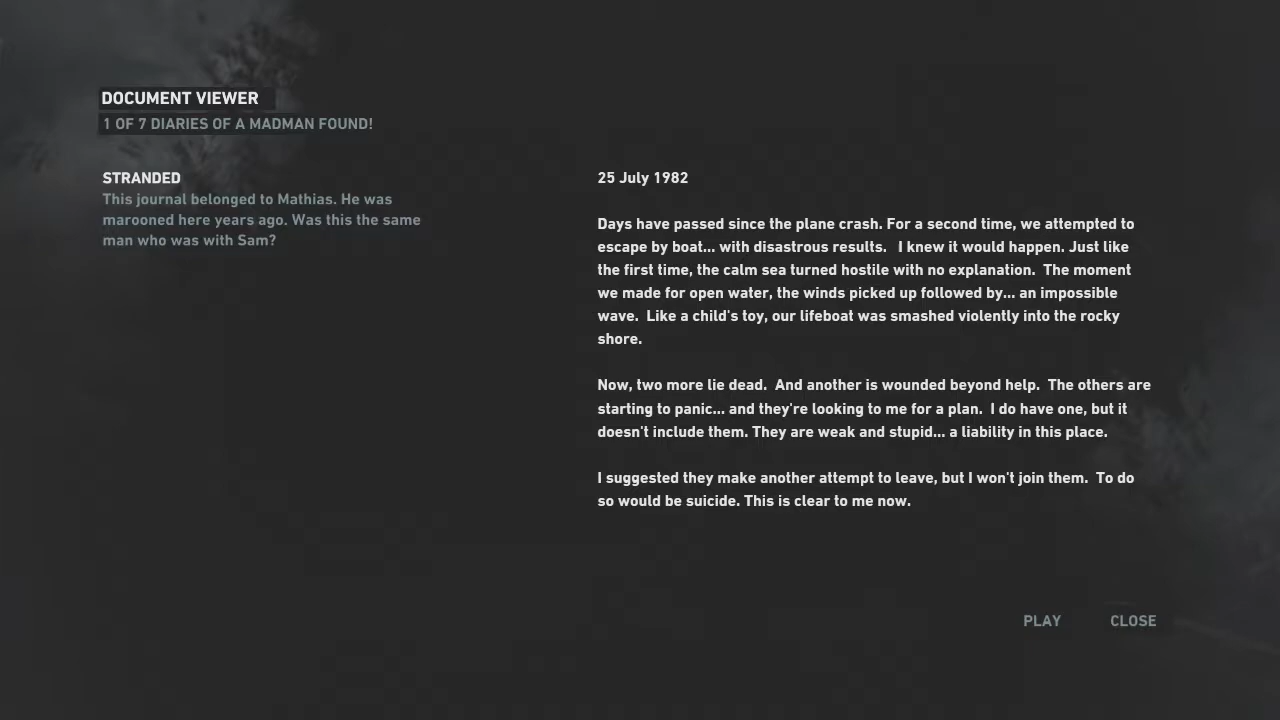 DOCUMENT VIEWER
1 OF 7 DIARIES OF A MADMAN FOUND!
STRANDED
This journal belonged to Mathias. He was
marooned here years ago. Was this the same
man who was with Sam?
25 July 1982
Days have passed since the plane crash. For a second time, we attempted to
escape by boat... with disastrous results.   I knew it would happen. Just like
the first time, the calm sea turned hostile with no explanation.  The moment
we made for open water, the winds picked up followed by... an impossible
wave.  Like a child's toy, our lifeboat was smashed violently into the rocky
shore.
Now, two more lie dead.  And another is wounded beyond help.  The others are
starting to panic... and they're looking to me for a plan.  I do have one, but it
doesn't include them. They are weak and stupid... a liability in this place.
I suggested they make another attempt to leave, but I won't join them.  To do
so would be suicide. This is clear to me now.
PLAY
CLOSE